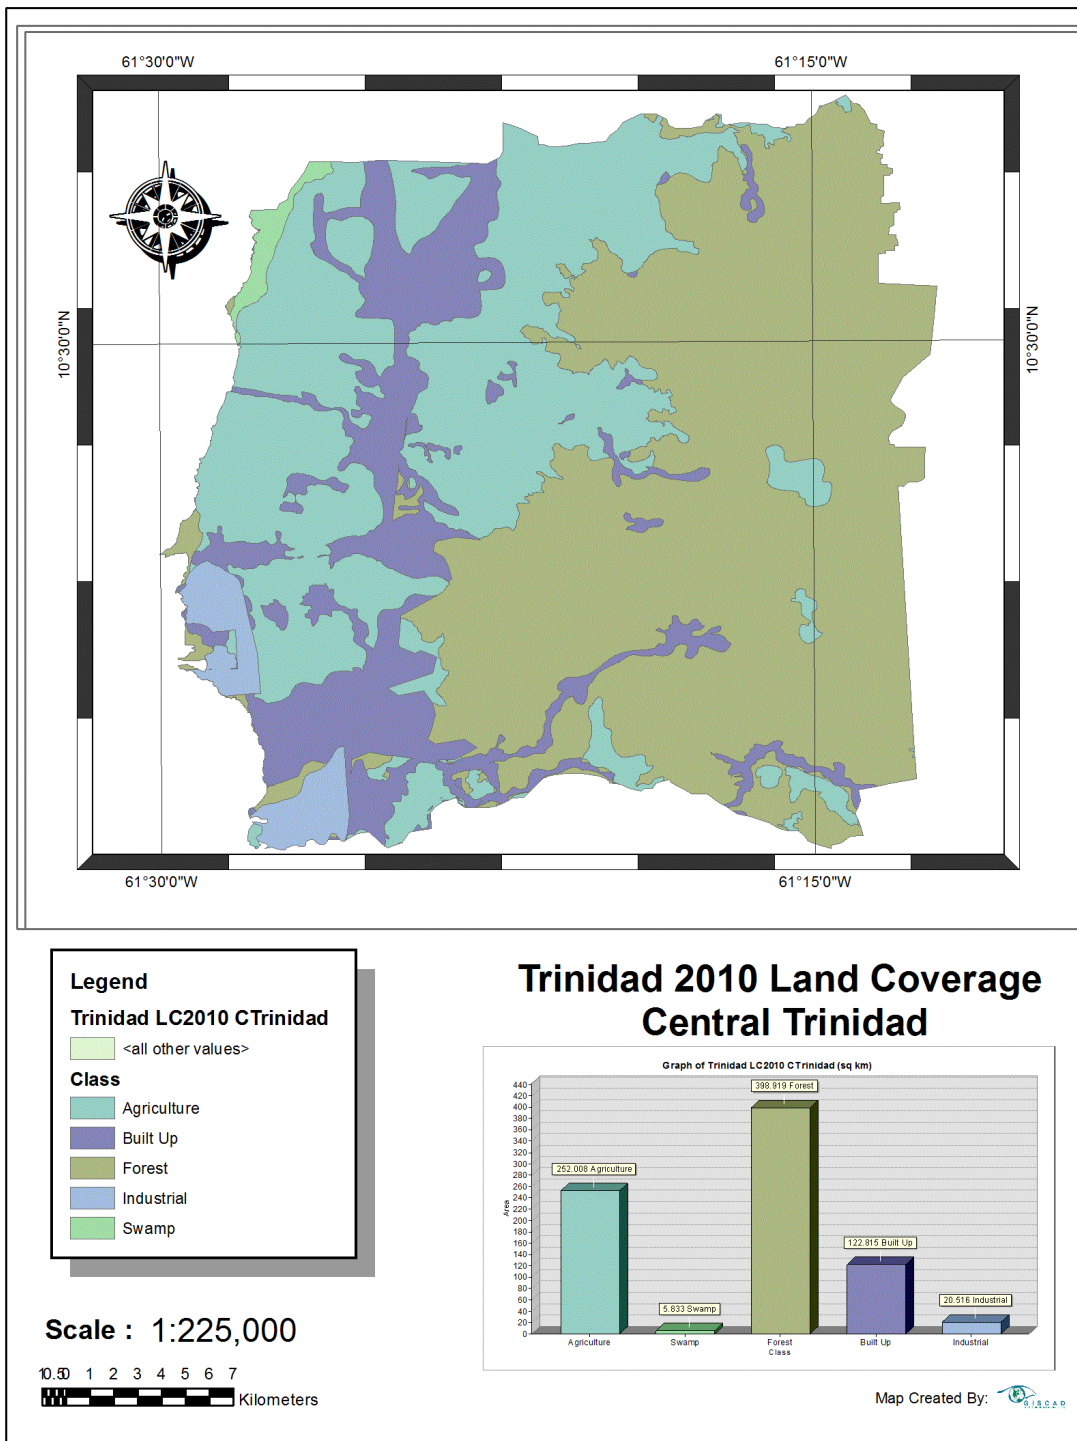 61°30'0"W 61°15'0"W
10°30'0"N 10°30'0"N
61°30'0"W 61°15'0"W
Legend
Trinidad LC2010 CTrinidad
<all other values>
Class
Agriculture
Built Up
Forest
Industrial
Swamp
Scale : 1:225,000
1 0.5 0 1 2 3 4 5 6 7
Kilometers
Trinidad 2010 Land Coverage
Central Trinidad
Graph of Trinidad LC2010 CTrinidad (sq km)
440
420
400
380
360
340
320
300
280
260
240
220
200
180
160
140
120
100
80
60
40
20
0
Area
398.919 Forest
252.008 Agriculture
122.815 Built Up
20.516 Industrial
5.833 Swamp
Agriculture Swamp Forest Built Up Industrial
Class
Map Created By:
GISCAD